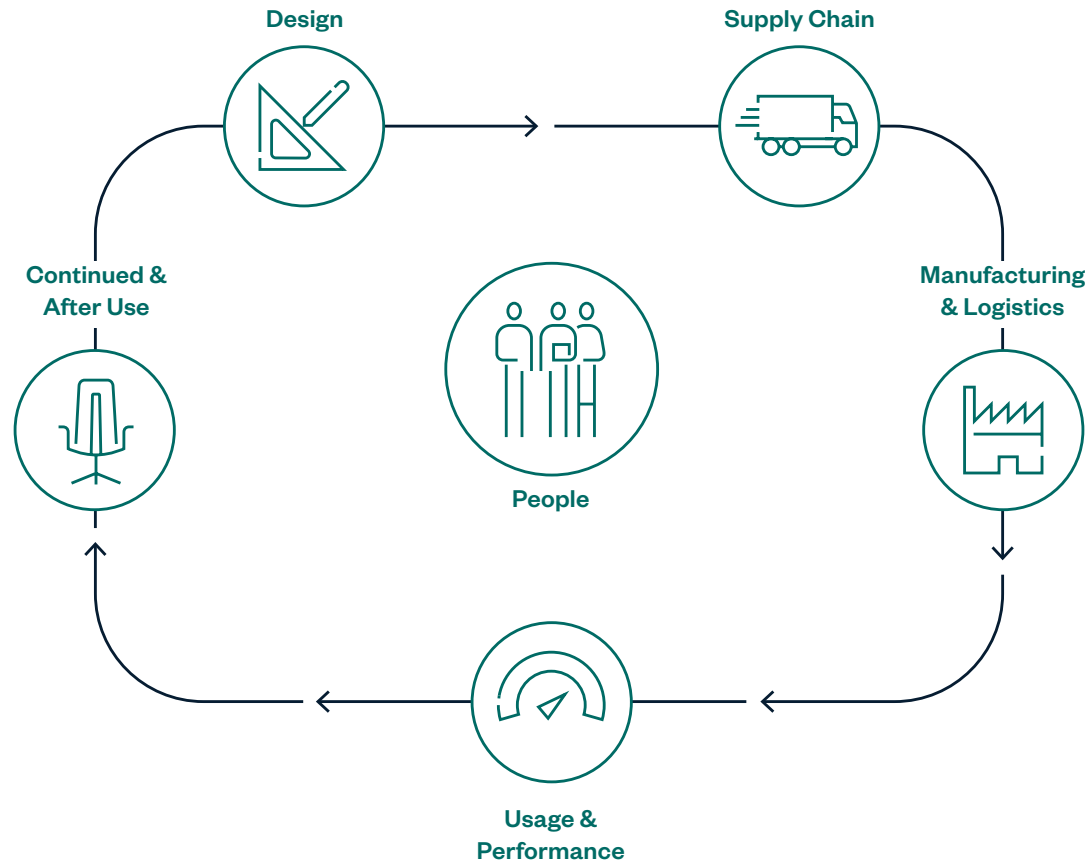 Design
Supply Chain
Continued &
After Use
Manufacturing
& Logistics
People
Usage &
Performance